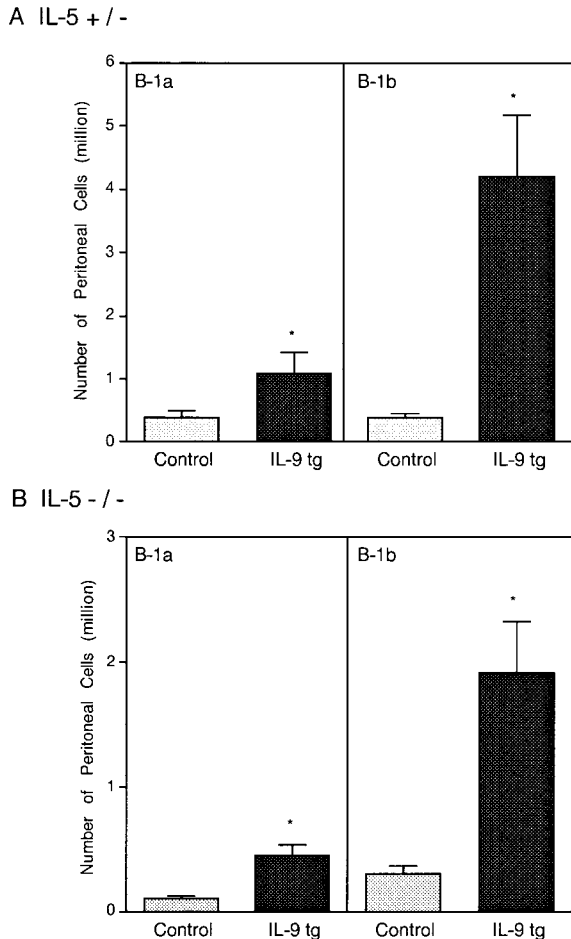 A IL-5 + / -
Number of Peritoneal Cells (million)
6
5
4
3
2
1
0
B-1a
*
B-1b
*
Control
IL-9 tg
Control
IL-9 tg
B IL-5 - / -
Number of Peritoneal Cells (million)
3
2
1
0
B-1a
*
B-1b
*
Control
IL-9 tg
Control
IL-9 tg